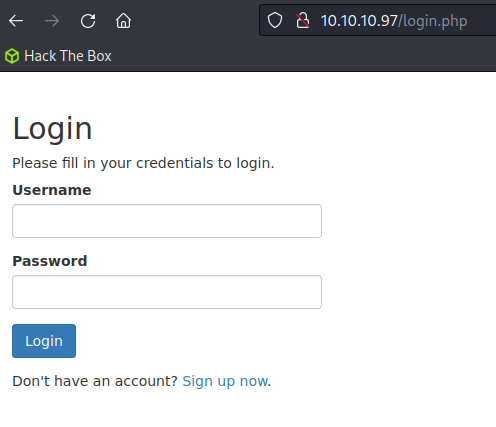 10.10.10.97/login.php
Hack The Box
Login
Please fill in your credentials to login.
Username
Password
Login
Don't have an account? Sign up now.